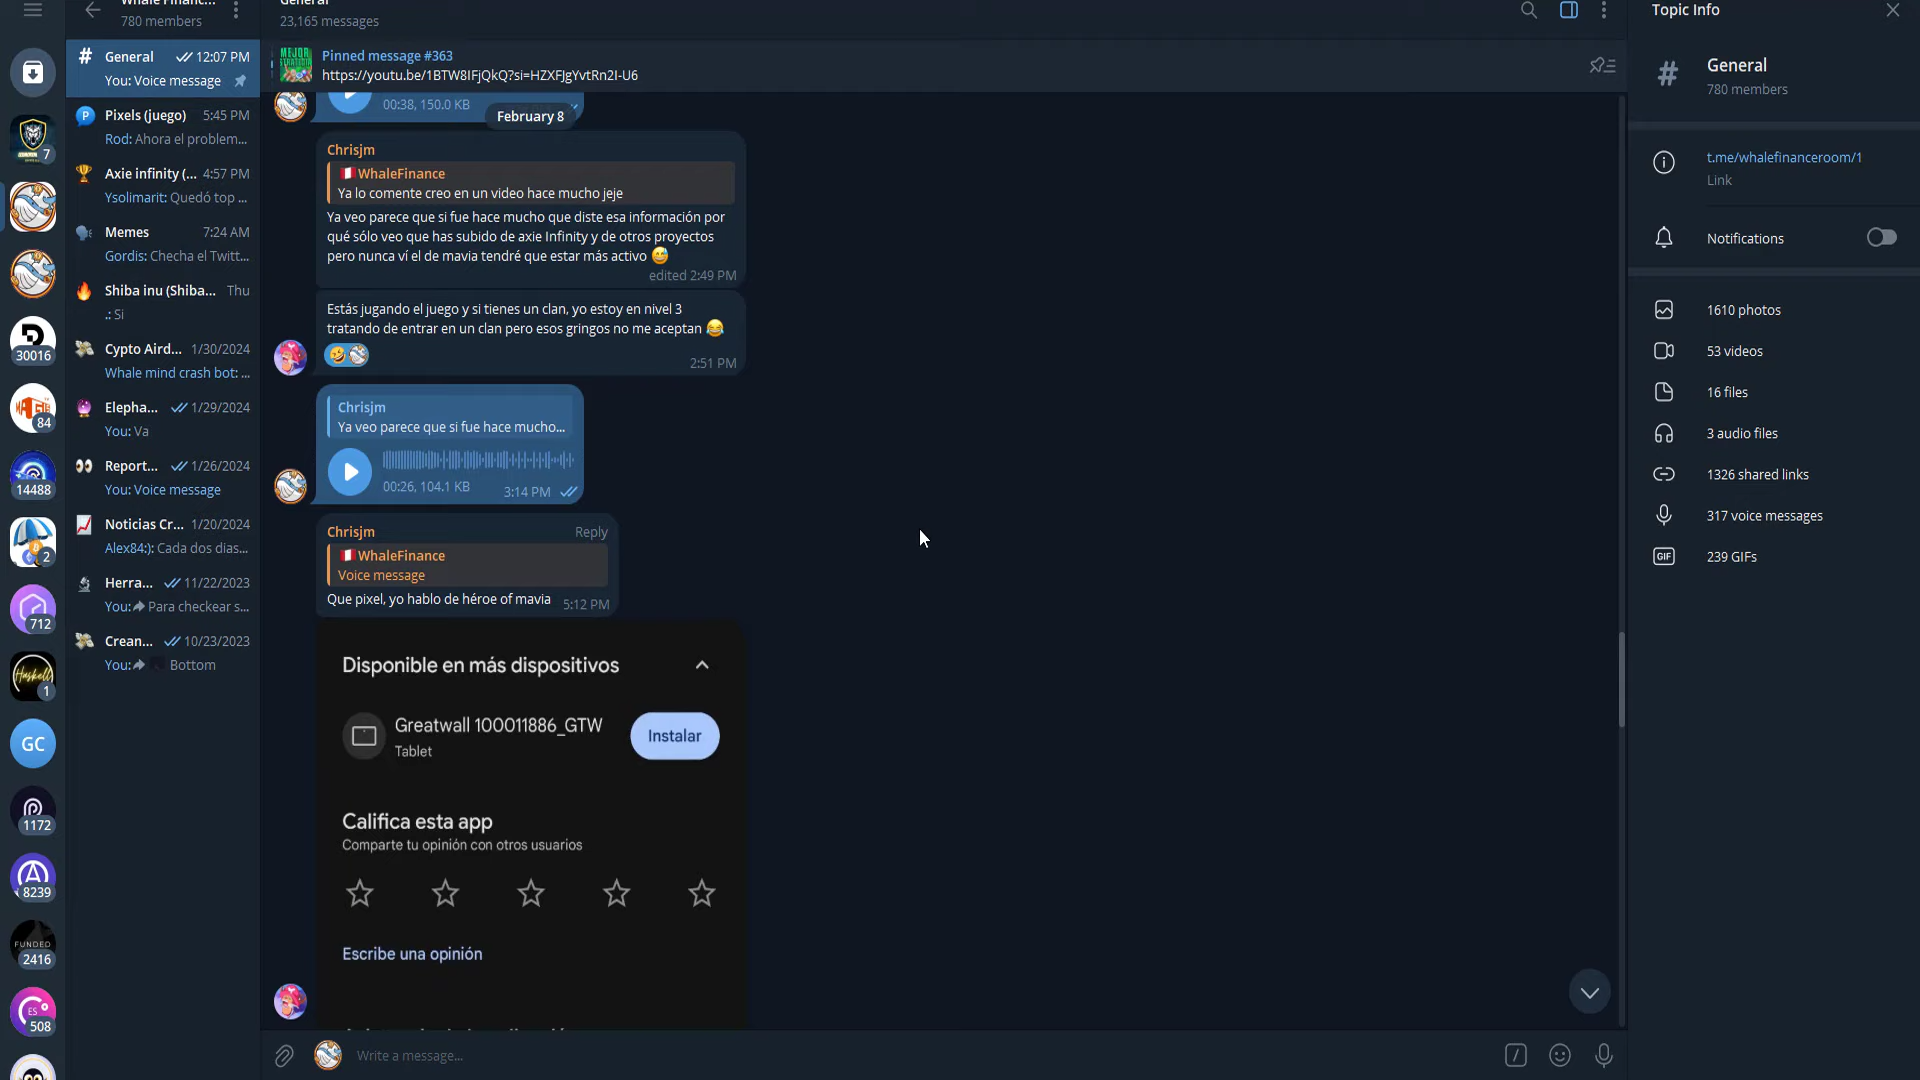 Whale Financ...
780 members
7
30016
84
14488
2
712
1
GC
1172
8239
FUNDED
2416
ES
508
# General 12:07 PM
You: Voice message
P Pixels (juego) 5:45 PM
Rod: Ahora el problem...
Axie infinity (... 4:57 PM
Ysolimarit: Quedó top ...
Memes 7:24 AM
Gordis: Checha el Twitt...
Shiba inu (Shiba... Thu
.: Si
Cypto Aird... 1/30/2024
Whale mind crash bot: ...
Elepha... 1/29/2024
You: Va
Report... 1/26/2024
You: Voice message
Noticias Cr... 1/20/2024
Alex84:): Cada dos dias...
Herra... 11/22/2023
You: Para checkear s...
Crean... 10/23/2023
You: Bottom
General
23,165 messages
MEJOR
ESTRATEGIA
Pinned message #363
https://youtu.be/1BTW8IFjQkQ?si=HZXFJgYvtRn2I-U6
00:38, 150.0 KB
February 8
Chrisjm
WhaleFinance
Ya lo comente creo en un video hace mucho jeje
Ya veo parece que si fue hace mucho que diste esa información por
qué sólo veo que has subido de axie Infinity y de otros proyectos
pero nunca ví el de mavia tendré que estar más activo 😅
edited 2:49 PM
Estás jugando el juego y si tienes un clan, yo estoy en nivel 3
tratando de entrar en un clan pero esos gringos no me aceptan 😂
🤣
2:51 PM
Chrisjm
Ya veo parece que si fue hace mucho...
00:26, 104.1 KB
3:14 PM
Chrisjm Reply
WhaleFinance
Voice message
Que pixel, yo hablo de héroe of mavia 5:12 PM
Disponible en más dispositivos
Greatwall 100011886_GTW
Tablet
Instalar
Califica esta app
Comparte tu opinión con otros usuarios
Escribe una opinión
Write a message...
Topic Info
# General
780 members
t.me/whalefinanceroom/1
Link
Notifications
1610 photos
53 videos
16 files
3 audio files
1326 shared links
317 voice messages
GIF 239 GIFs